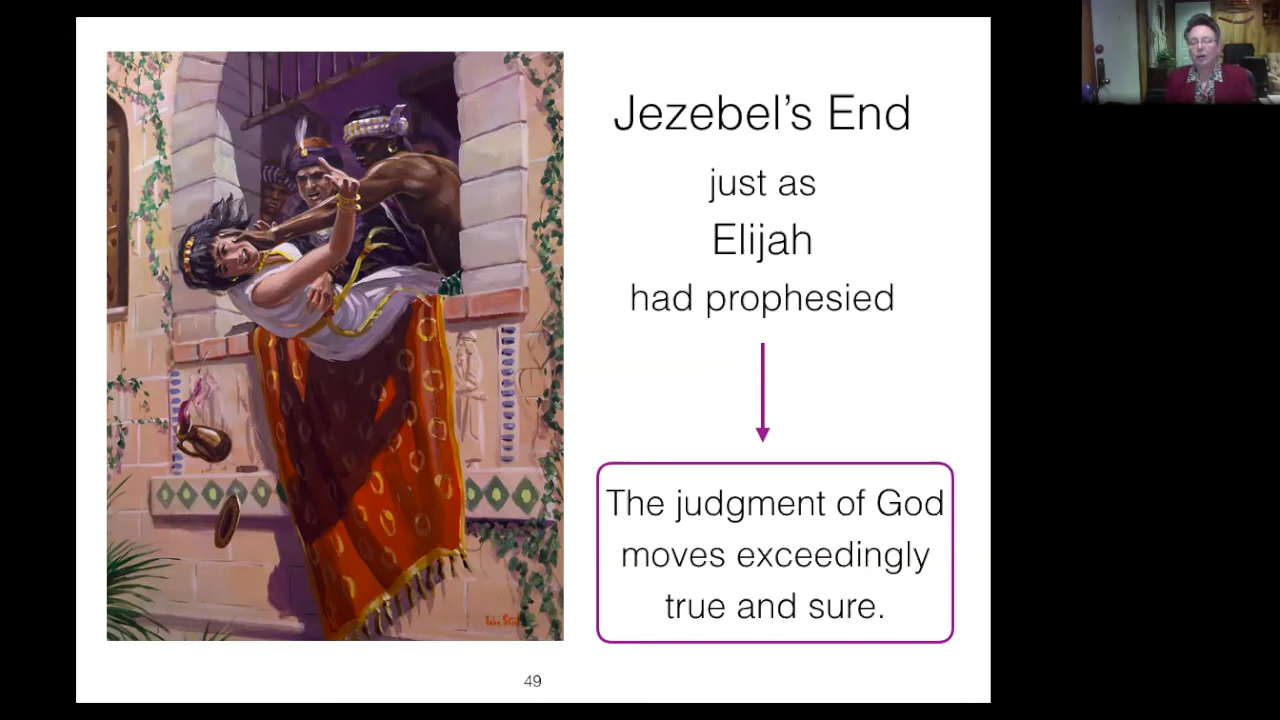 Jezebel’s End
just as
Elijah
had prophesied
The judgment of God
moves exceedingly
true and sure.
49